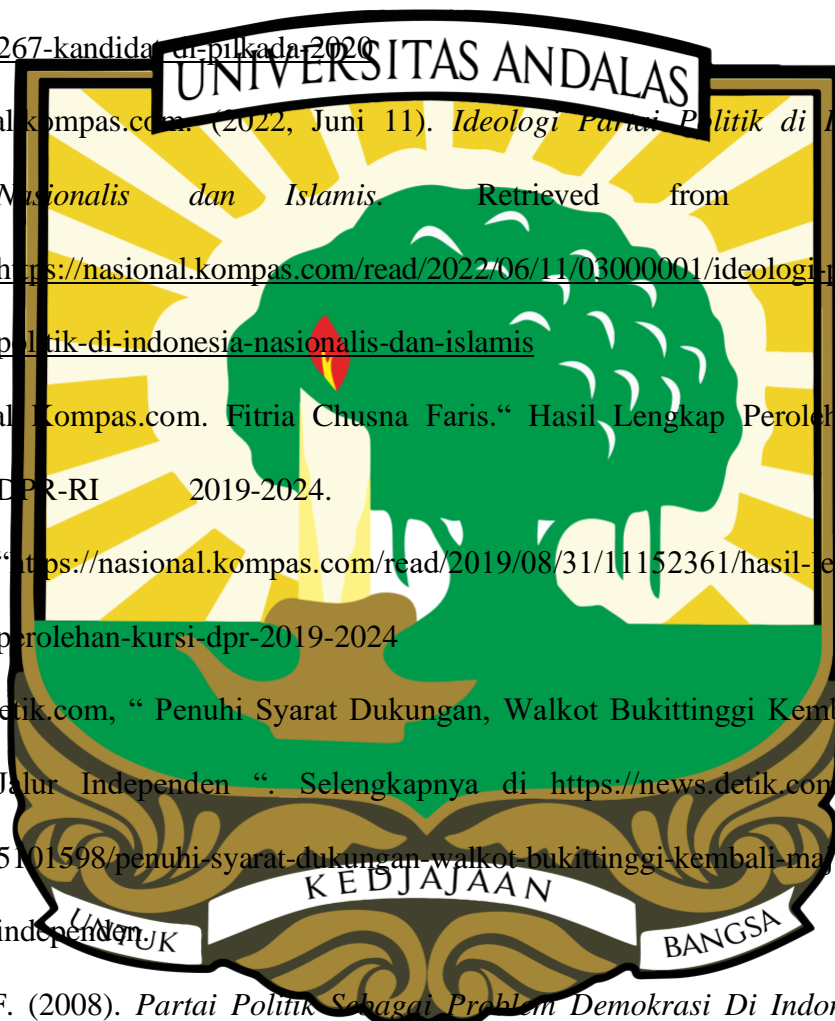 267-kandidat-di-pilkada-2020
UNIVERSITAS ANDALAS
al.kompas.com. (2022, Juni 11). Ideologi Partai Politik di I
Nasionalis dan Islamis. Retrieved from
https://nasional.kompas.com/read/2022/06/11/03000001/ideologi-p
politik-di-indonesia-nasionalis-dan-islamis
al Kompas.com. Fitria Chusna Faris.“ Hasil Lengkap Peroleh
DPR-RI 2019-2024.
“https://nasional.kompas.com/read/2019/08/31/11152361/hasil-le
perolehan-kursi-dpr-2019-2024
etik.com, “ Penuhi Syarat Dukungan, Walkot Bukittinggi Kemb
Jalur Independen “. Selengkapnya di https://news.detik.com
5101598/penuhi-syarat-dukungan-walkot-bukittinggi-kembali-maj
independen.
UNTUK KEDJAJAAN BANGSA
F. (2008). Partai Politik Sebagai Problem Demokrasi Di Indon